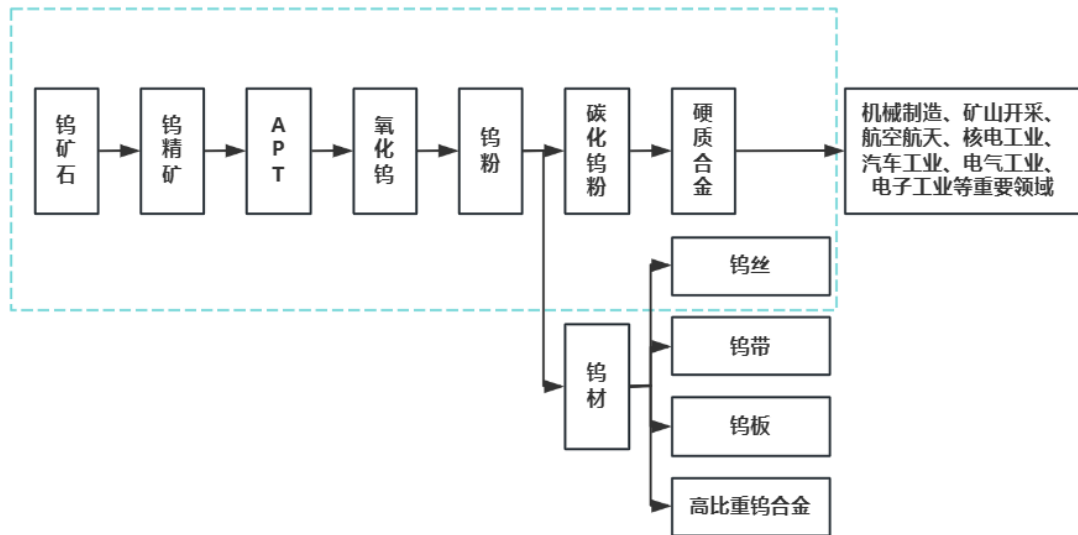 钨矿石
钨精矿
APT
氧化钨
钨粉
碳化钨粉
硬质合金
机械制造、矿山开采、
航空航天、核电工业、
汽车工业、电气工业、
电子工业等重要领域
钨丝
钨带
钨材
钨板
高比重钨合金